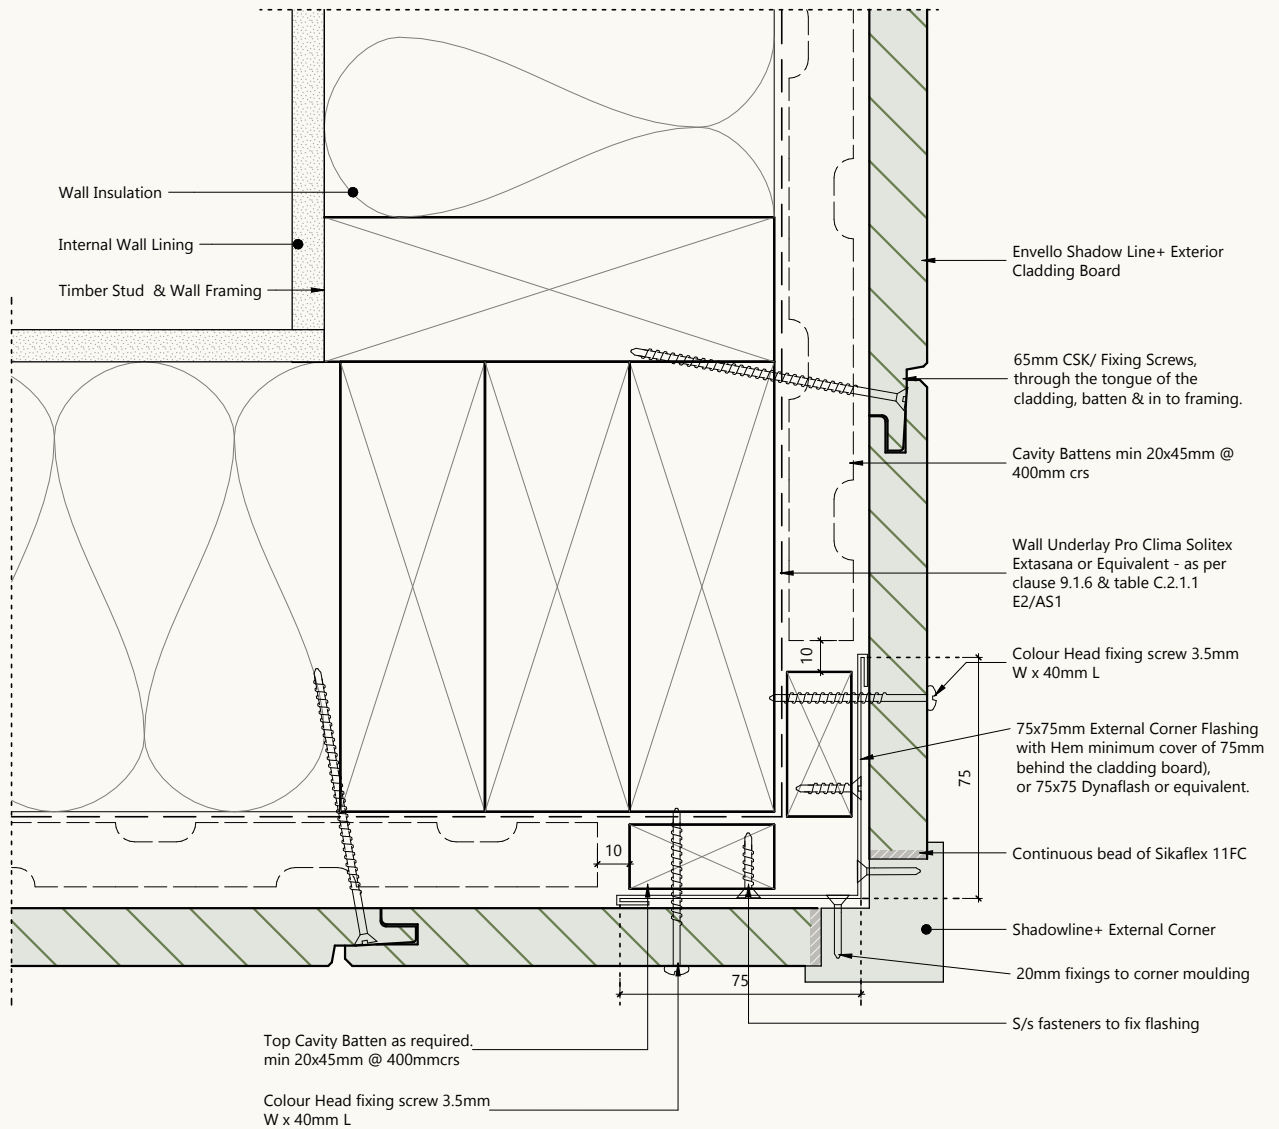 Wall Insulation
Internal Wall Lining
Timber Stud & Wall Framing
Envello Shadow Line+ Exterior
Cladding Board
65mm CSK/ Fixing Screws,
through the tongue of the
cladding, batten & in to framing.
Cavity Battens min 20x45mm @
400mm crs
Wall Underlay Pro Clima Solitex
Extasana or Equivalent - as per
clause 9.1.6 & table C.2.1.1
E2/AS1
10
Colour Head fixing screw 3.5mm
W x 40mm L
75x75mm External Corner Flashing
with Hem minimum cover of 75mm
behind the cladding board),
or 75x75 Dynaflash or equivalent.
75
10
Continuous bead of Sikaflex 11FC
Shadowline+ External Corner
20mm fixings to corner moulding
75
S/s fasteners to fix flashing
Top Cavity Batten as required.
min 20x45mm @ 400mmcrs
Colour Head fixing screw 3.5mm
W x 40mm L